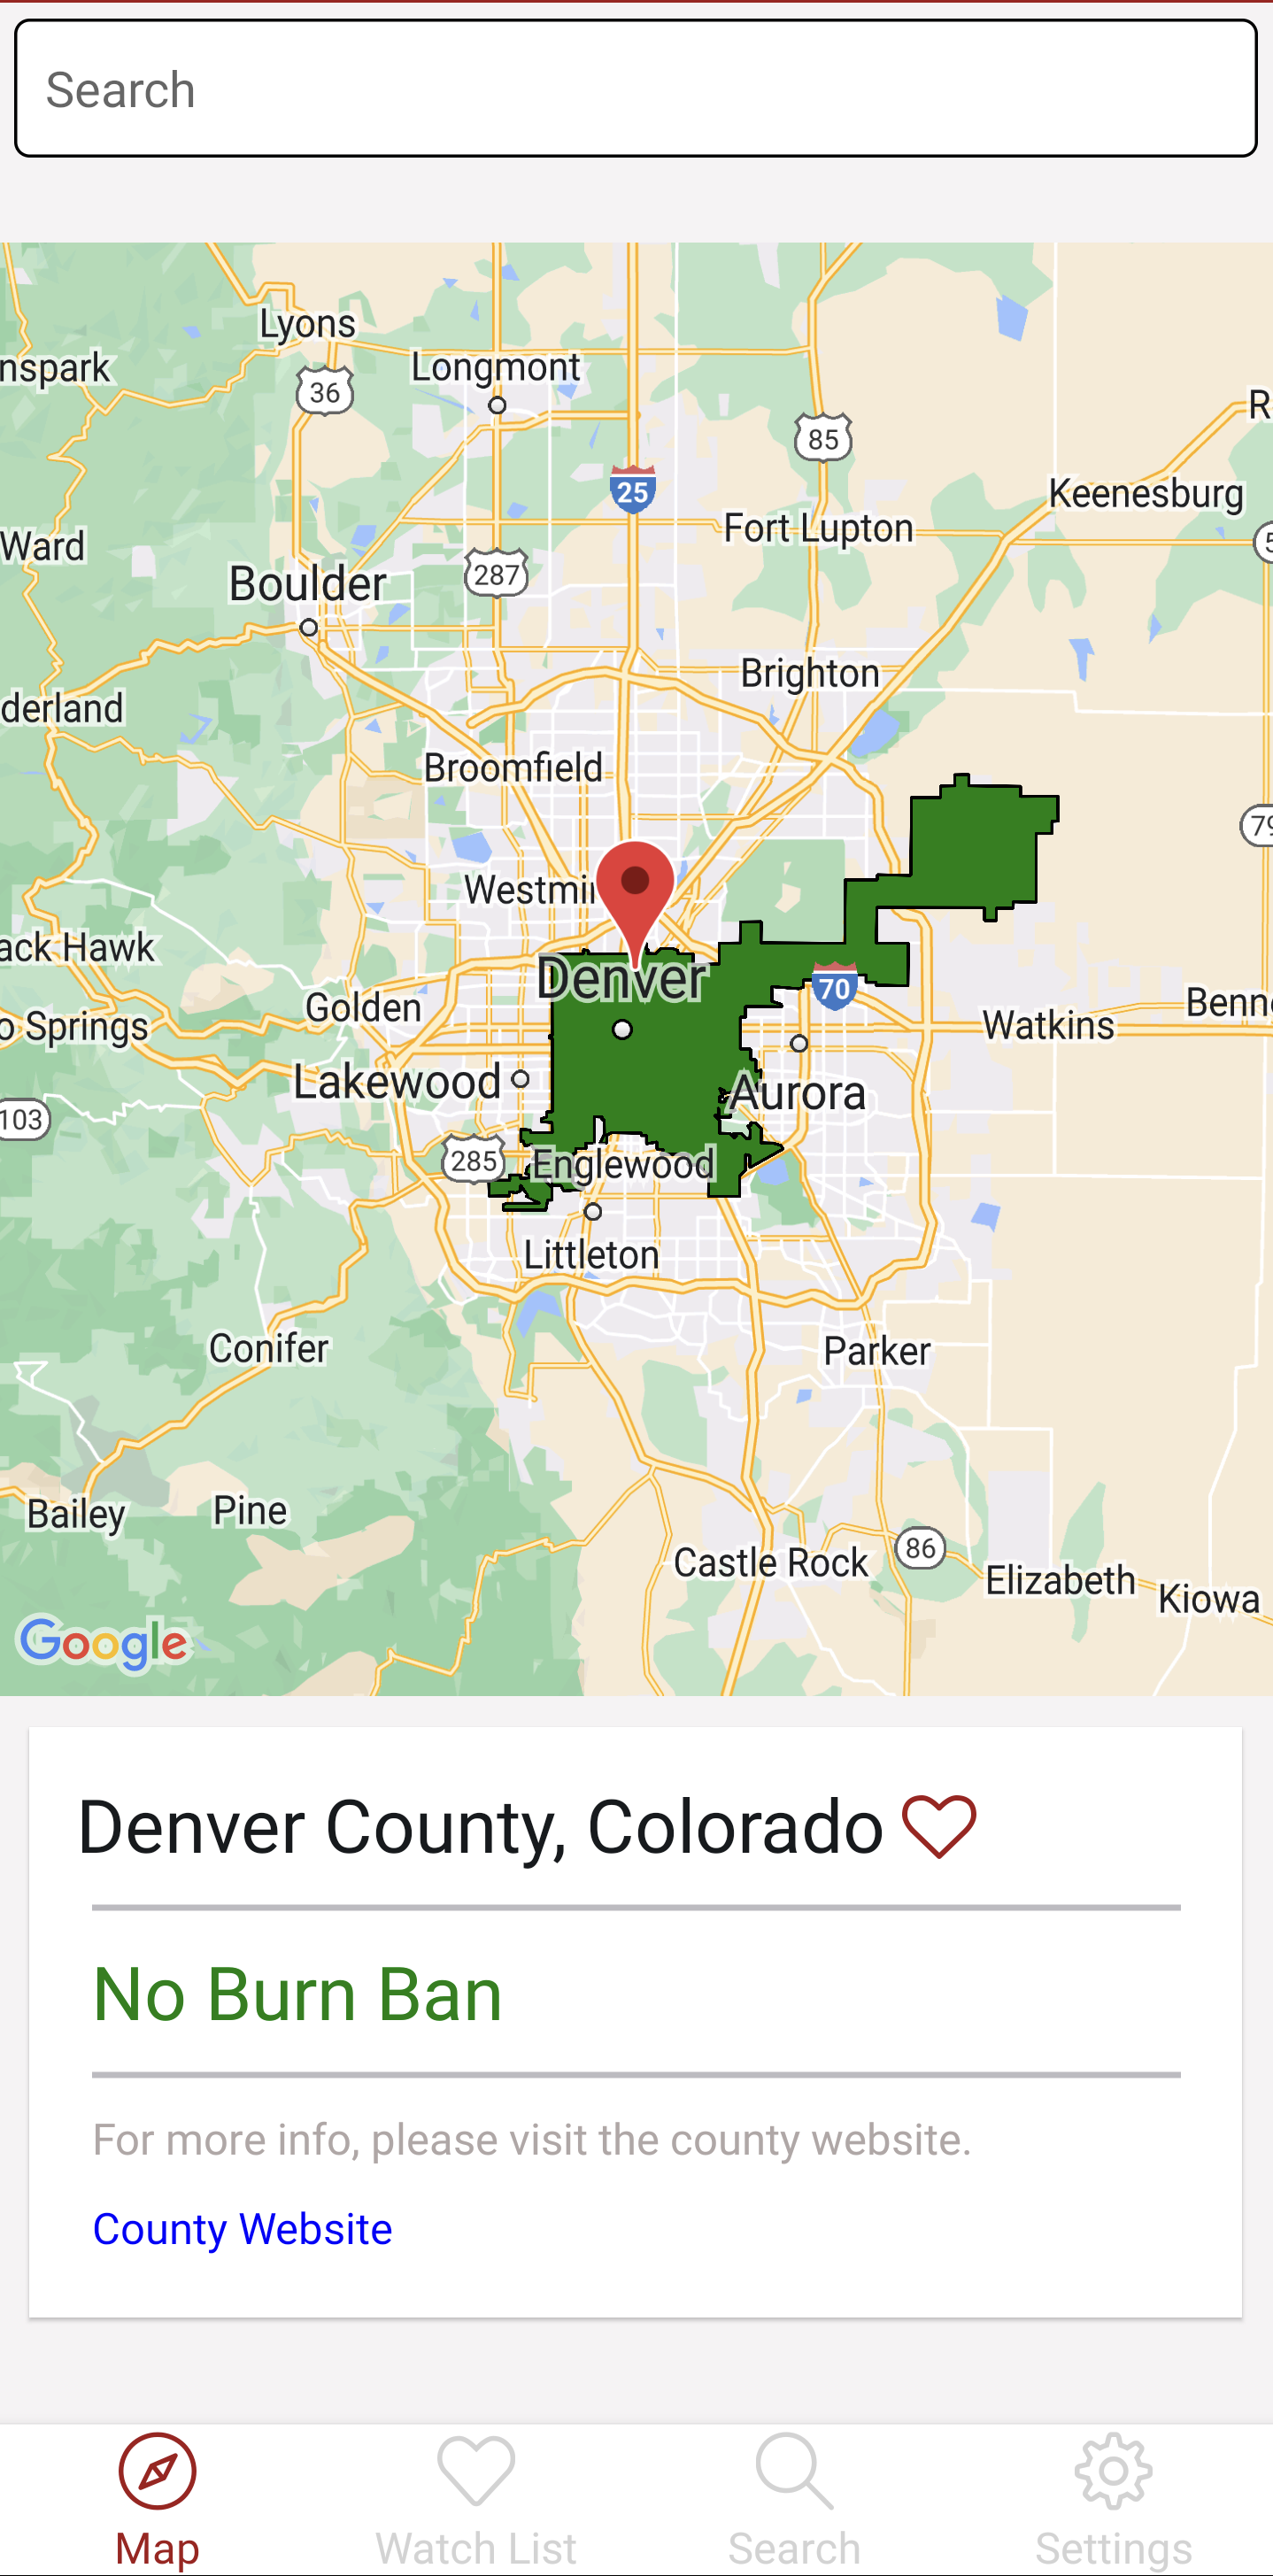 Search
Lyons
nspark
36
Longmont
R
85
25
Keenesburg
Fort Lupton
5
Ward
287
Boulder
Brighton
derland
Broomfield
79
Westmi
ack Hawk
Denver
70
Golden
Benn
o Springs
Watkins
Lakewood
Aurora
103
285
Englewood
Littleton
Conifer
Parker
Bailey
Pine
86
Castle Rock
Elizabeth
Kiowa
Google
Denver County, Colorado
No Burn Ban
For more info, please visit the county website.
County Website
Map
Watch List
Search
Settings